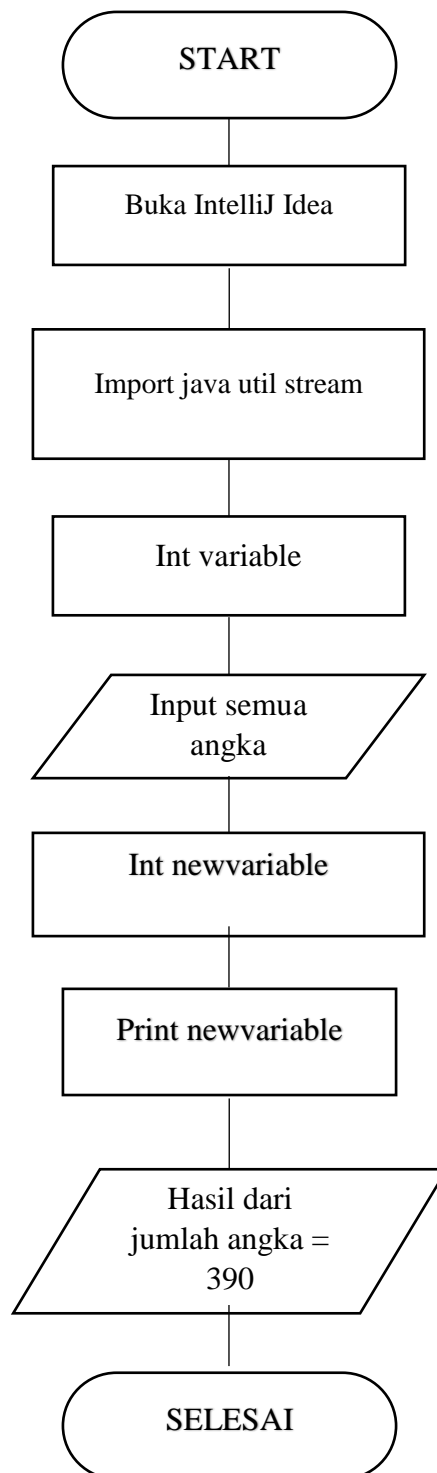 START
Buka IntelliJ Idea
Import java util stream
Int variable
Input semua
angka
Int newvariable
Print newvariable
Hasil dari
jumlah angka =
390
SELESAI